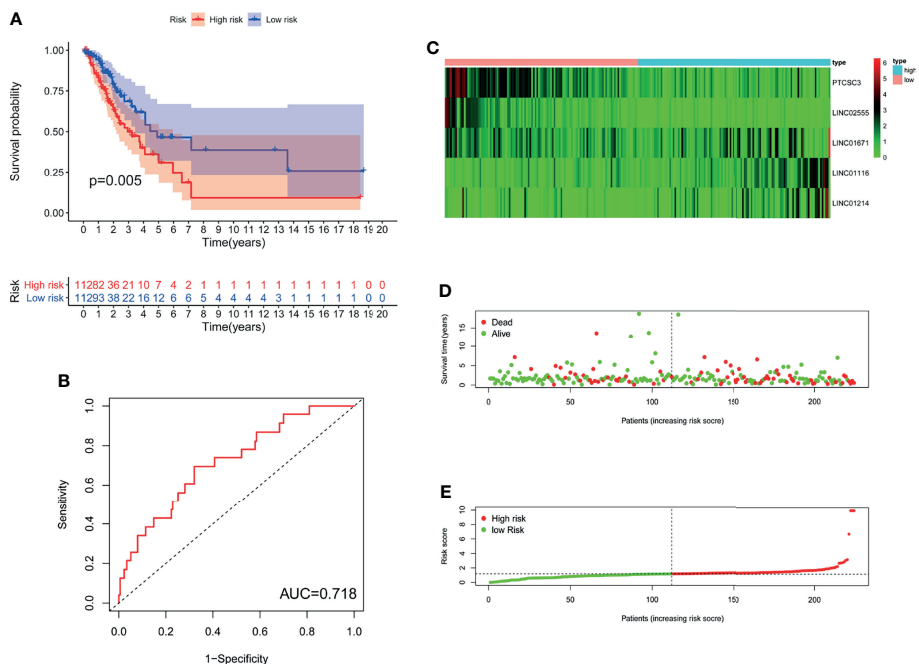 A
Risk High risk Low risk
1.00
0.75
0.50
0.25
0.00
Survival probability
p=0.005
0 1 2 3 4 5 6 7 8 9 10 11 12 13 14 15 16 17 18 19 20
Time(years)
Risk
High risk 11282 36 21 10 7 4 2 1 1 1 1 1 1 1 1 1 1 1 0 0
Low risk 11293 38 22 16 12 6 6 5 4 4 4 4 3 1 1 1 1 1 0 0
0 1 2 3 4 5 6 7 8 9 10 11 12 13 14 15 16 17 18 19 20
Time(years)
B
1.0
0.8
0.6
0.4
0.2
0.0
Sensitivity
AUC=0.718
0.0 0.2 0.4 0.6 0.8 1.0
1-Specificity
C
type
PTCSC3
LINC02555
LINC01671
LINC01116
LINC01214
6
5
4
3
2
1
0
type
high
low
D
Dead
Alive
15
10
5
0
Survival time(years)
0 50 100 150 200
Patients (increasing risk socre)
E
High risk
low Risk
10
8
6
4
2
0
Risk score
0 50 100 150 200
Patients (increasing risk socre)